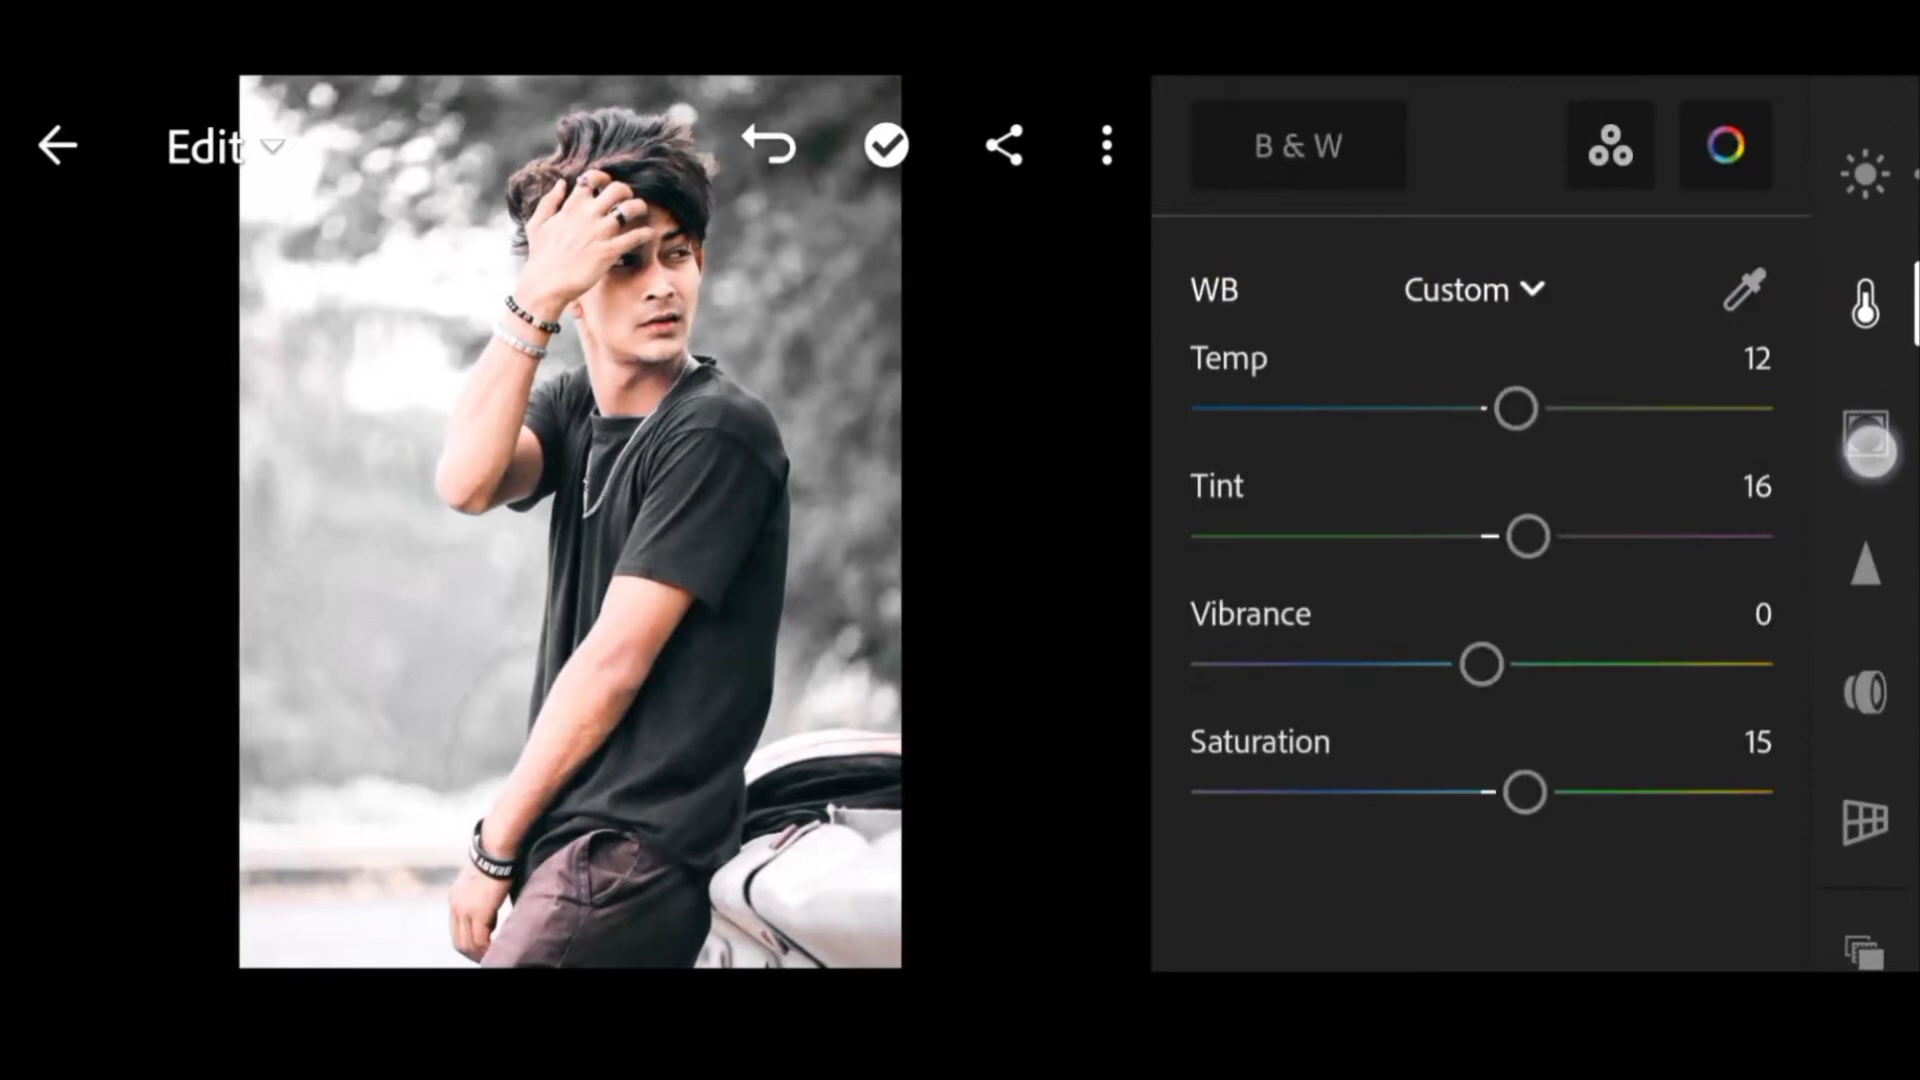 Edit
B & W
WB Custom
Temp 12
Tint 16
Vibrance 0
Saturation 15